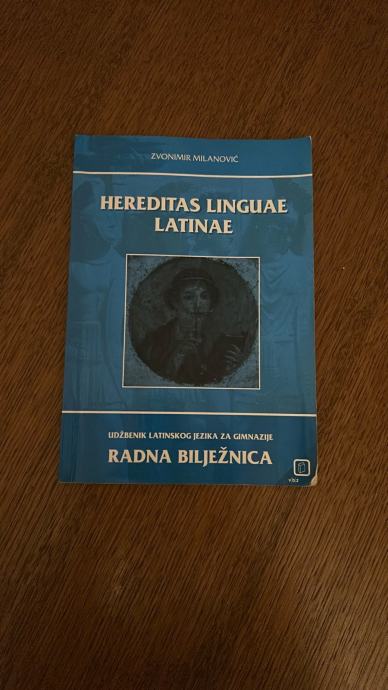 ZVONIMIR MILANOVIĆ
HEREDITAS LINGUAE
LATINAE
UDŽBENIK LATINSKOG JEZIKA ZA GIMNAZIJE
RADNA BILJEŽNICA